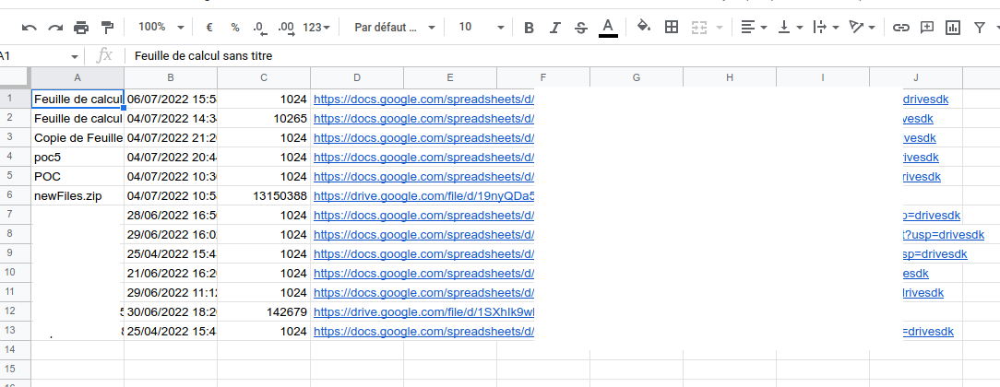 100% € % .0 .00 123 Par défaut ... 10 B I S A
A1 fx Feuille de calcul sans titre
A B C D E F G H I J
1 Feuille de calcul 06/07/2022 15:5 1024 https://docs.google.com/spreadsheets/d/ drivesdk
2 Feuille de calcul 04/07/2022 14:3 10265 https://docs.google.com/spreadsheets/d/ vesdk
3 Copie de Feuille 04/07/2022 21:2 1024 https://docs.google.com/spreadsheets/d/ vesdk
4 poc5 04/07/2022 20:4 1024 https://docs.google.com/spreadsheets/d/ ivesdk
5 POC 04/07/2022 10:3 1024 https://docs.google.com/spreadsheets/d/ rivesdk
6 newFiles.zip 04/07/2022 10:5 13150388 https://drive.google.com/file/d/19nyQDa5
7 28/06/2022 16:5 1024 https://docs.google.com/spreadsheets/d/ p=drivesdk
8 29/06/2022 16:0 1024 https://docs.google.com/spreadsheets/d/ t?usp=drivesdk
9 25/04/2022 15:4 1024 https://docs.google.com/spreadsheets/d/ sp=drivesdk
10 21/06/2022 16:2 1024 https://docs.google.com/spreadsheets/d/ esdk
11 29/06/2022 11:1 1024 https://docs.google.com/spreadsheets/d/ rivesdk
12 30/06/2022 18:2 142679 https://drive.google.com/file/d/1SXhIk9w
13 25/04/2022 15:4 1024 https://docs.google.com/spreadsheets/d/ =drivesdk
14
15